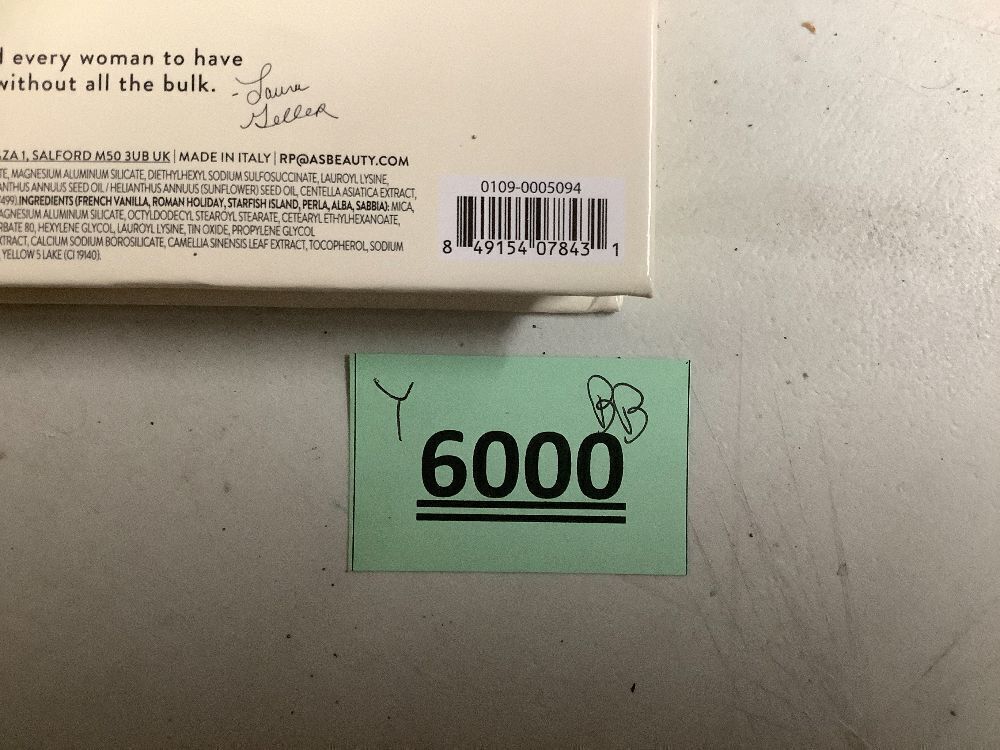 every woman to have
without all the bulk. - Laura
Geller
ZA 1, SALFORD M50 3UB UK | MADE IN ITALY | RP@ASBEAUTY.COM
TE, MAGNESIUM ALUMINUM SILICATE, DIETHYLHEXYL SODIUM SULFOSUCCINATE, LAUROYL LYSINE,
ANTHUS ANNUUS SEED OIL / HELIANTHUS ANNUUS (SUNFLOWER) SEED OIL, CENTELLA ASIATICA EXTRACT,
7499). INGREDIENTS (FRENCH VANILLA, ROMAN HOLIDAY, STARFISH ISLAND, PERLA, ALBA, SABBIA): MICA,
AGNESIUM ALUMINUM SILICATE, OCTYLDODECYL STEAROYL STEARATE, CETEARYL ETHYLHEXANOATE,
RBATE 80, HEXYLENE GLYCOL, LAUROYL LYSINE, TIN OXIDE, PROPYLENE GLYCOL
XTRACT, CALCIUM SODIUM BOROSILICATE, CAMELLIA SINENSIS LEAF EXTRACT, TOCOPHEROL, SODIUM
YELLOW 5 LAKE (CI 19140).
0109-0005094
8 49154 07843 1
Y BB
6000